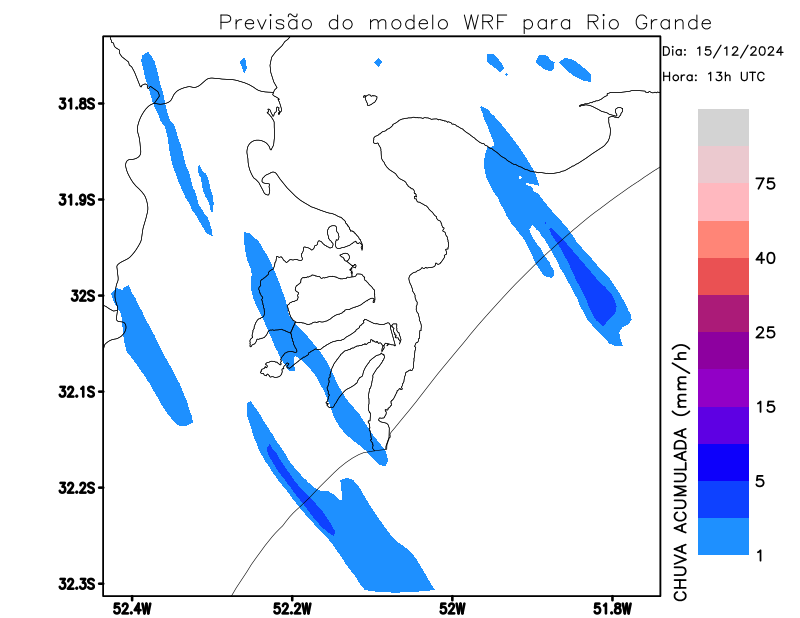 Previsão do modelo WRF para Rio Grande
Dia: 15/12/2024
Hora: 13h UTC
31.8S
31.9S
32S
32.1S
32.2S
32.3S
52.4W
52.2W
52W
51.8W
75
40
25
15
5
1
CHUVA ACUMULADA (mm/h)